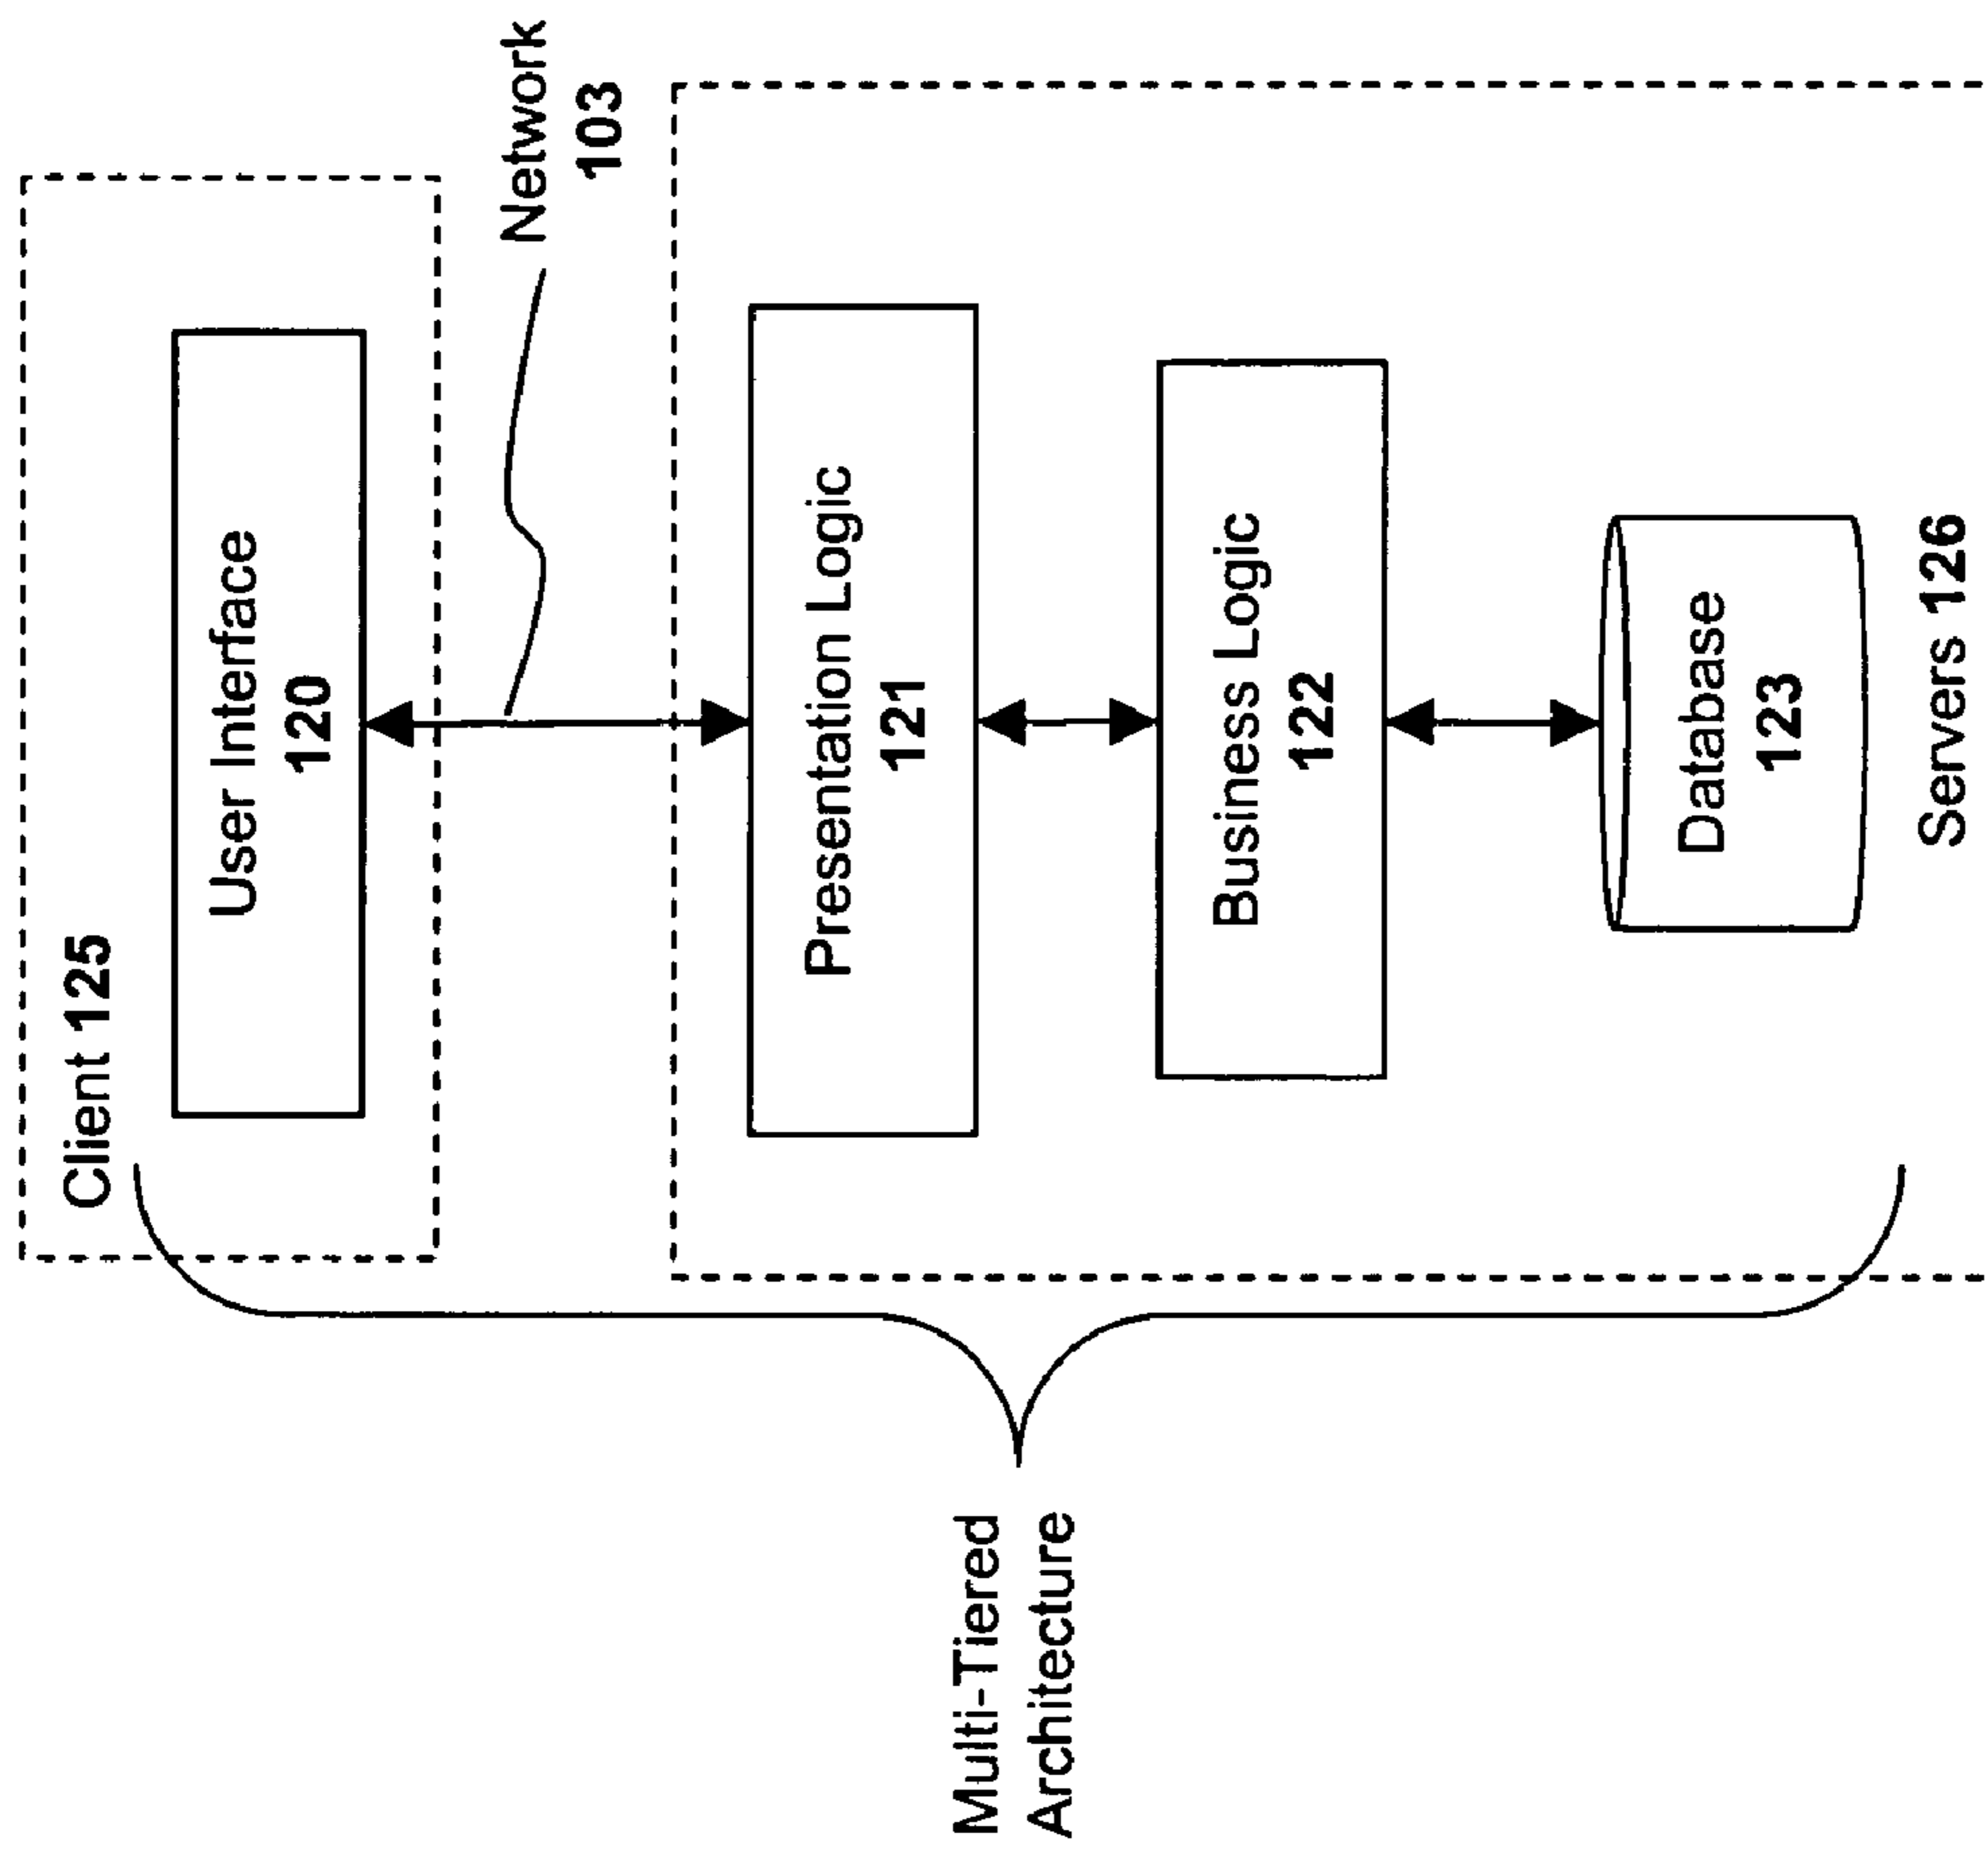 Client 125
User Interface
120
Network
103
Presentation Logic
121
Business Logic
122
Database
123
Servers 126
Multi-Tiered
Architecture